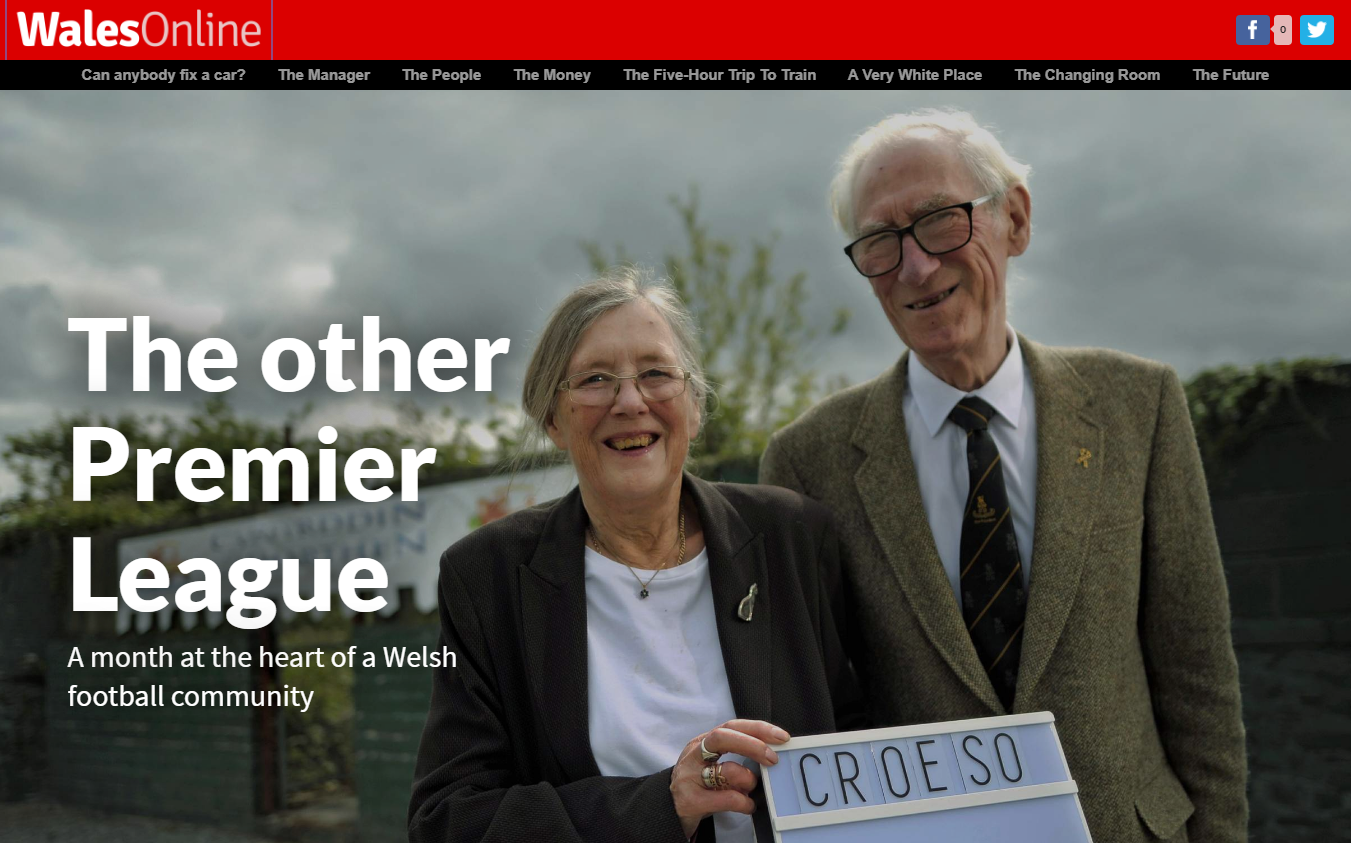 WalesOnline
0
Can anybody fix a car? The Manager The People The Money The Five-Hour Trip To Train A Very White Place The Changing Room The Future
The other
Premier
League
A month at the heart of a Welsh
football community
CROESO